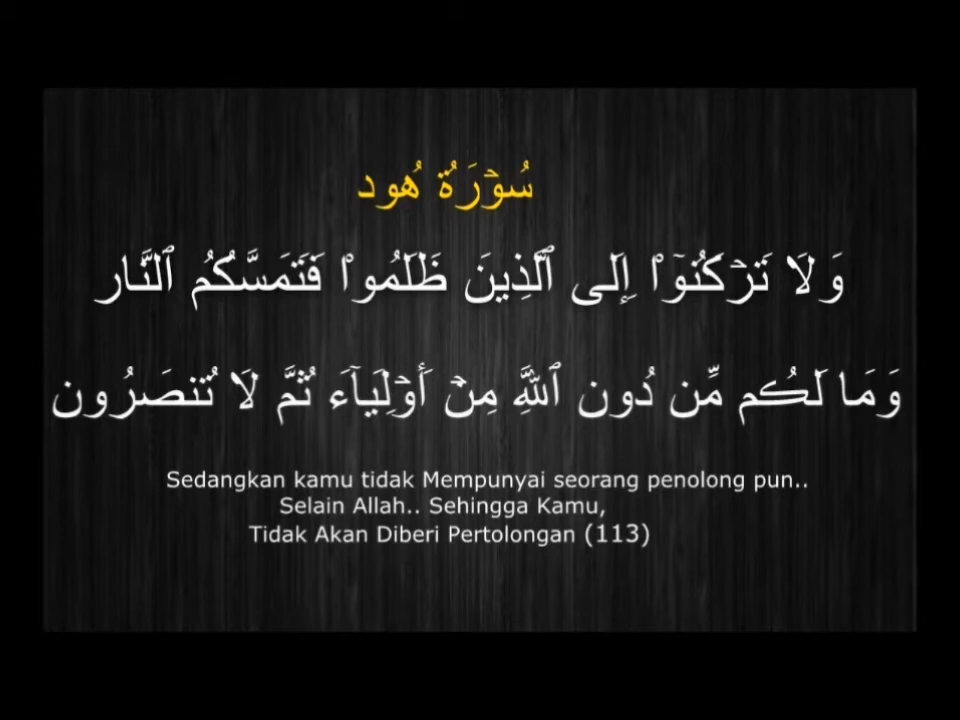 سُوۡرَةُ هُود
وَلَا تَرۡكَنُوٓاْ إِلَى ٱلَّذِينَ ظَلَمُواْ فَتَمَسَّكُمُ ٱلنَّار
وَمَا لَكُم مِّن دُون ٱللَّهِ مِنۡ أَوۡلِيَآءَ ثُمَّ لَا تُنصَرُون
Sedangkan kamu tidak Mempunyai seorang penolong pun..
Selain Allah.. Sehingga Kamu,
Tidak Akan Diberi Pertolongan (113)